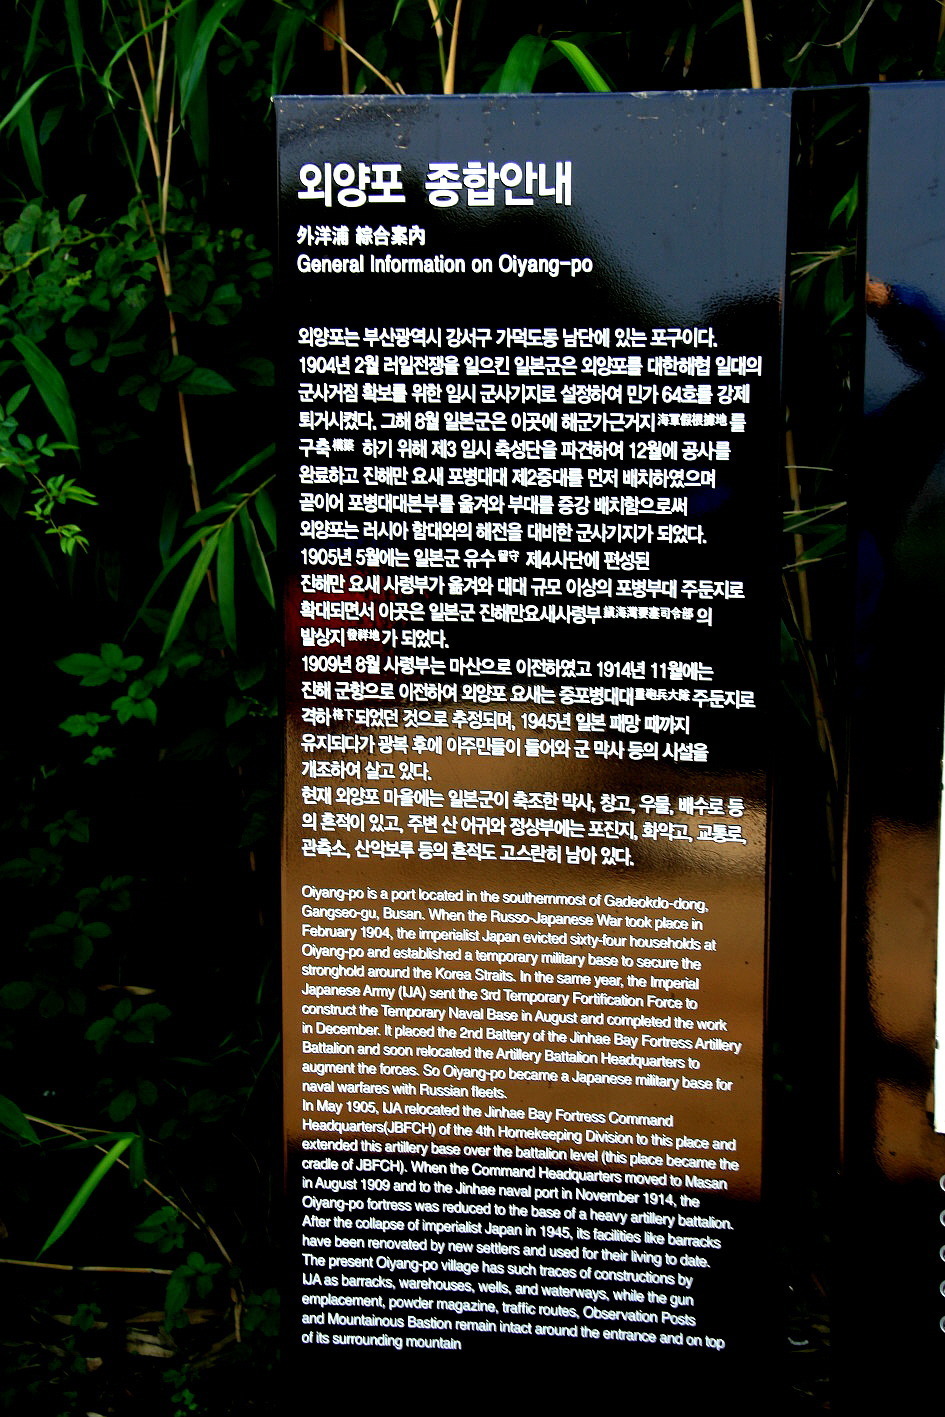 외양포 종합안내
外洋浦 綜合案內
General Information on Oiyang-po
외양포는 부산광역시 강서구 가덕도동 남단에 있는 포구이다.
1904년 2월 러일전쟁을 일으킨 일본군은 외양포를 대한해협 일대의
군사거점 확보를 위한 임시 군사기지로 설정하여 민가 64호를 강제
퇴거시켰다. 그해 8월 일본군은 이곳에 해군가근거지海軍假根據地를
구축構築 하기 위해 제3 임시 축성단을 파견하여 12월에 공사를
완료하고 진해만 요새 포병대대 제2중대를 먼저 배치하였으며
곧이어 포병대대본부를 옮겨와 부대를 증강 배치함으로써
외양포는 러시아 함대와의 해전을 대비한 군사기지가 되었다.
1905년 5월에는 일본군 유수留守 제4사단에 편성된
진해만 요새 사령부가 옮겨와 대대 규모 이상의 포병부대 주둔지로
확대되면서 이곳은 일본군 진해만요새사령부鎭海灣要塞司令部의
발상지發祥地가 되었다.
1909년 8월 사령부는 마산으로 이전하였고 1914년 11월에는
진해 군항으로 이전하여 외양포 요새는 중포병대대重砲兵大隊주둔지로
격하格下되었던 것으로 추정되며, 1945년 일본 패망 때까지
유지되다가 광복 후에 이주민들이 들어와 군 막사 등의 시설을
개조하여 살고 있다.
현재 외양포 마을에는 일본군이 축조한 막사, 창고, 우물, 배수로 등
의 흔적이 있고, 주변 산 어귀와 정상부에는 포진지, 화약고, 교통로,
관측소, 산악보루 등의 흔적도 고스란히 남아 있다.
Oiyang-po is a port located in the southernmost of Gadeokdo-dong,
Gangseo-gu, Busan. When the Russo-Japanese War took place in
February 1904, the imperialist Japan evicted sixty-four households at
Oiyang-po and established a temporary military base to secure the
stronghold around the Korea Straits. In the same year, the Imperial
Japanese Army (IJA) sent the 3rd Temporary Fortification Force to
construct the Temporary Naval Base in August and completed the work
in December. It placed the 2nd Battery of the Jinhae Bay Fortress Artillery
Battalion and soon relocated the Artillery Battalion Headquarters to
augment the forces. So Oiyang-po became a Japanese military base for
naval warfares with Russian fleets.
In May 1905, IJA relocated the Jinhae Bay Fortress Command
Headquarters(JBFCH) of the 4th Homekeeping Division to this place and
extended this artillery base over the battalion level (this place became the
cradle of JBFCH). When the Command Headquarters moved to Masan
in August 1909 and to the Jinhae naval port in November 1914, the
Oiyang-po fortress was reduced to the base of a heavy artillery battalion.
After the collapse of imperialist Japan in 1945, its facilities like barracks
have been renovated by new settlers and used for their living to date.
The present Oiyang-po village has such traces of constructions by
IJA as barracks, warehouses, wells, and waterways, while the gun
emplacement, powder magazine, traffic routes, Observation Posts
and Mountainous Bastion remain intact around the entrance and on top
of its surrounding mountain